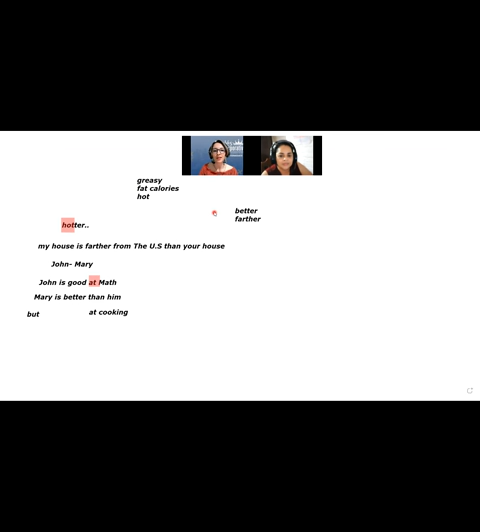 greasy
fat calories
hot
better
farther
hotter..
my house is farther from The U.S than your house
John- Mary
John is good at Math
Mary is better than him
but
at cooking